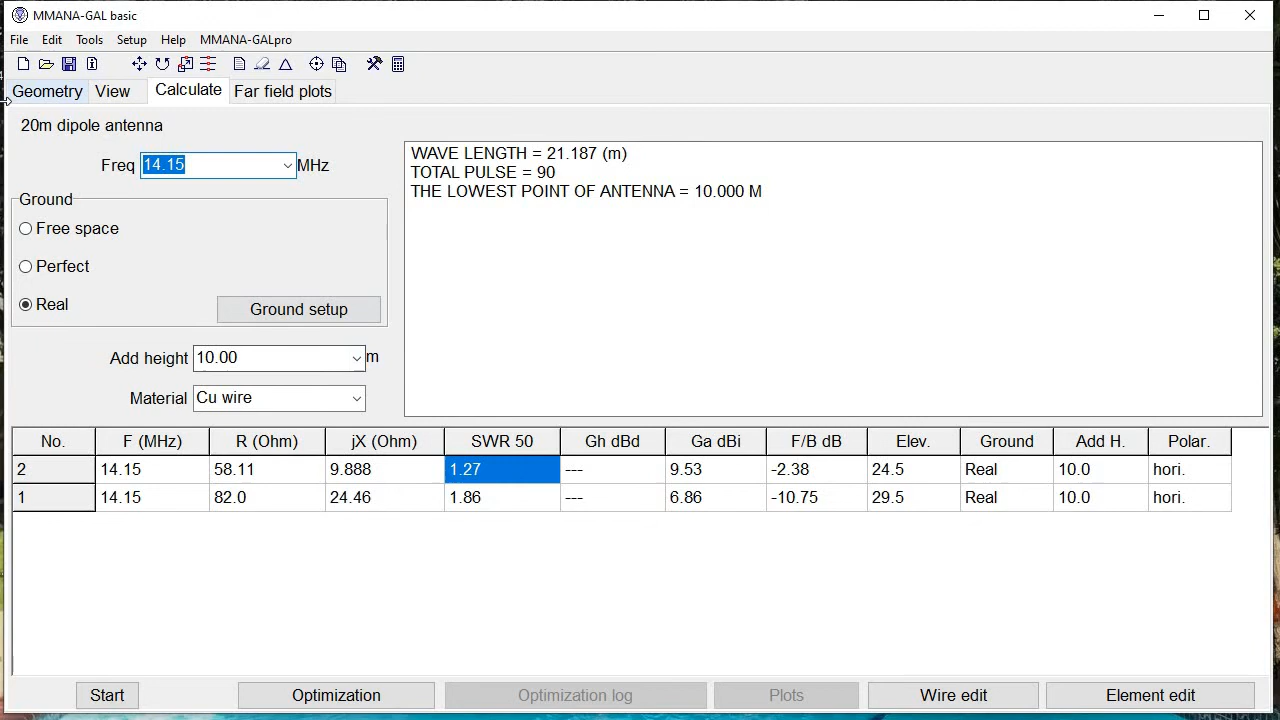 MMANA-GAL basic
File Edit Tools Setup Help MMANA-GALpro
Geometry View Calculate Far field plots
20m dipole antenna
Freq 14.15 MHz
WAVE LENGTH = 21.187 (m)
TOTAL PULSE = 90
THE LOWEST POINT OF ANTENNA = 10.000 M
Ground
Free space
Perfect
Real Ground setup
Add height 10.00 m
Material Cu wire
No. F (MHz) R (Ohm) jX (Ohm) SWR 50 Gh dBd Ga dBi F/B dB Elev. Ground Add H. Polar.
2 14.15 58.11 9.888 1.27 --- 9.53 -2.38 24.5 Real 10.0 hori.
1 14.15 82.0 24.46 1.86 --- 6.86 -10.75 29.5 Real 10.0 hori.
Start Optimization Optimization log Plots Wire edit Element edit